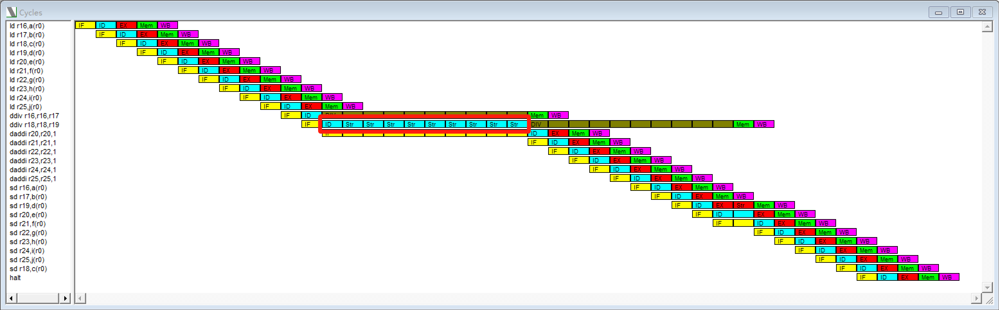 Cycles
ld r16,a(r0) IF ID EX Mem WB
ld r17,b(r0) IF ID EX Mem WB
ld r18,c(r0) IF ID EX Mem WB
ld r19,d(r0) IF ID EX Mem WB
ld r20,e(r0) IF ID EX Mem WB
ld r21,f(r0) IF ID EX Mem WB
ld r22,g(r0) IF ID EX Mem WB
ld r23,h(r0) IF ID EX Mem WB
ld r24,i(r0) IF ID EX Mem WB
ld r25,j(r0) IF ID EX Mem WB
ddiv r16,r16,r17 IF ID DIV Mem WB
ddiv r18,r18,r19 IF ID Str Str Str Str Str Str Str Str Str DIV Mem WB
daddi r20,r20,1 IF ID EX Mem WB
daddi r21,r21,1 IF ID EX Mem WB
daddi r22,r22,1 IF ID EX Mem WB
daddi r23,r23,1 IF ID EX Mem WB
daddi r24,r24,1 IF ID EX Mem WB
daddi r25,r25,1 IF ID EX Mem WB
sd r16,a(r0) IF ID EX Mem WB
sd r17,b(r0) IF ID EX Mem WB
sd r19,d(r0) IF ID EX Str Mem WB
sd r20,e(r0) IF ID EX Mem WB
sd r21,f(r0) IF ID EX Mem WB
sd r22,g(r0) IF ID EX Mem WB
sd r23,h(r0) IF ID EX Mem WB
sd r24,i(r0) IF ID EX Mem WB
sd r25,j(r0) IF ID EX Mem WB
sd r18,c(r0) IF ID EX Mem WB
halt IF ID EX Mem WB